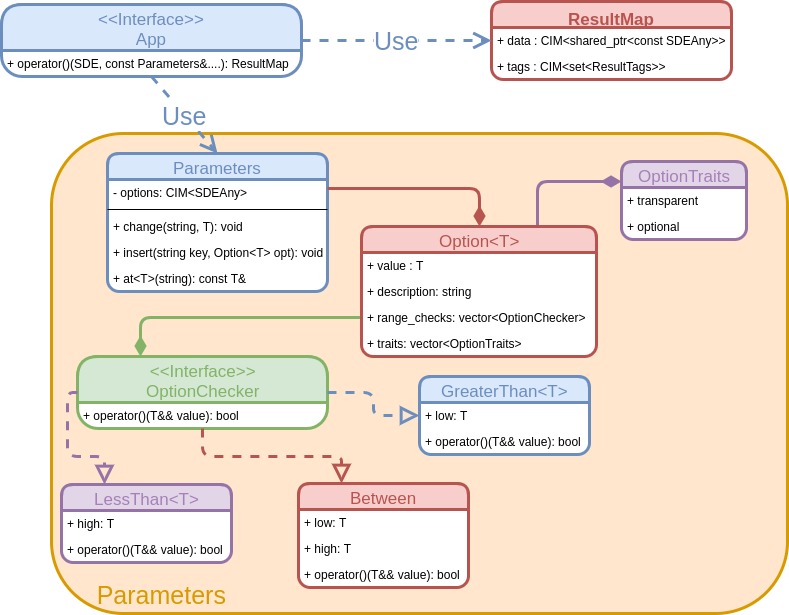 <<Interface>>
App
+ operator()(SDE, const Parameters&....): ResultMap
Use
ResultMap
+ data : CIM<shared_ptr<const SDEAny>>
+ tags : CIM<set<ResultTags>>
Use
Parameters
- options: CIM<SDEAny>
+ change(string, T): void
+ insert(string key, Option<T> opt): void
+ at<T>(string): const T&
OptionTraits
+ transparent
+ optional
Option<T>
+ value : T
+ description: string
+ range_checks: vector<OptionChecker>
+ traits: vector<OptionTraits>
<<Interface>>
OptionChecker
+ operator()(T&& value): bool
GreaterThan<T>
+ low: T
+ operator()(T&& value): bool
LessThan<T>
+ high: T
+ operator()(T&& value): bool
Between
+ low: T
+ high: T
+ operator()(T&& value): bool
Parameters